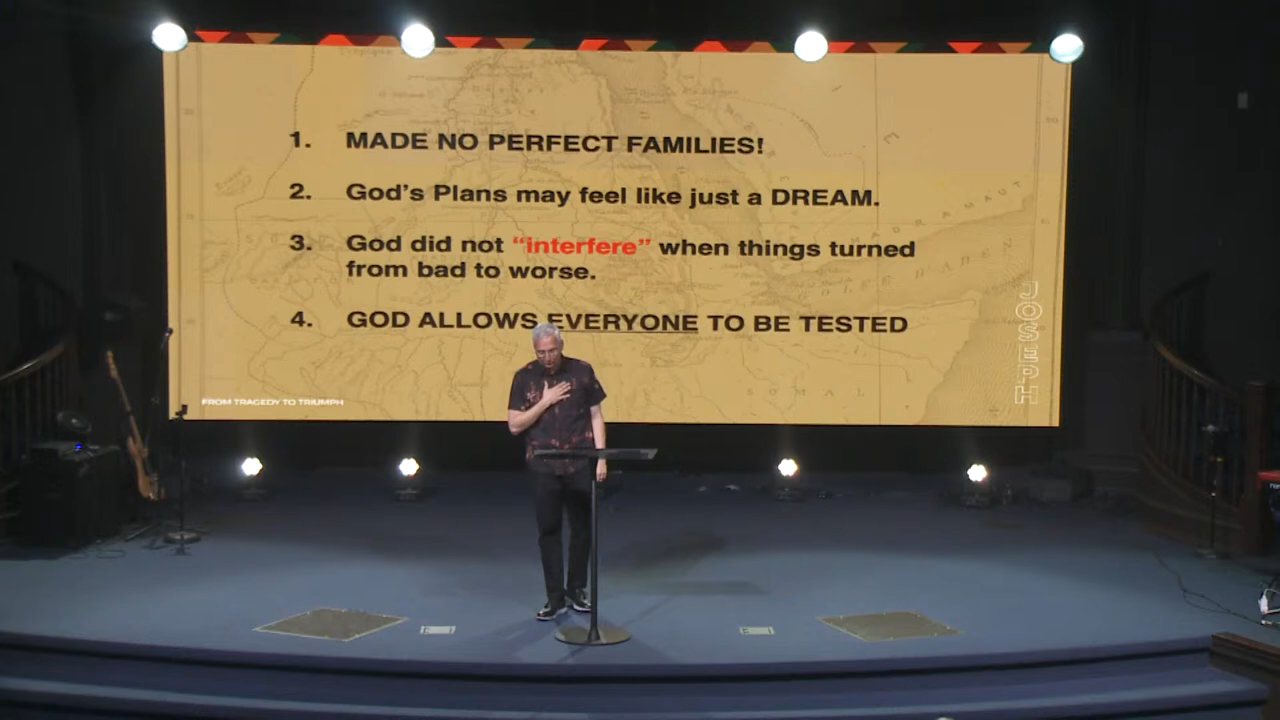 1. MADE NO PERFECT FAMILIES!
2. God's Plans may feel like just a DREAM.
3. God did not “interfere” when things turned
from bad to worse.
4. GOD ALLOWS EVERYONE TO BE TESTED
JOSEPH
FROM TRAGEDY TO TRIUMPH
SOMAL